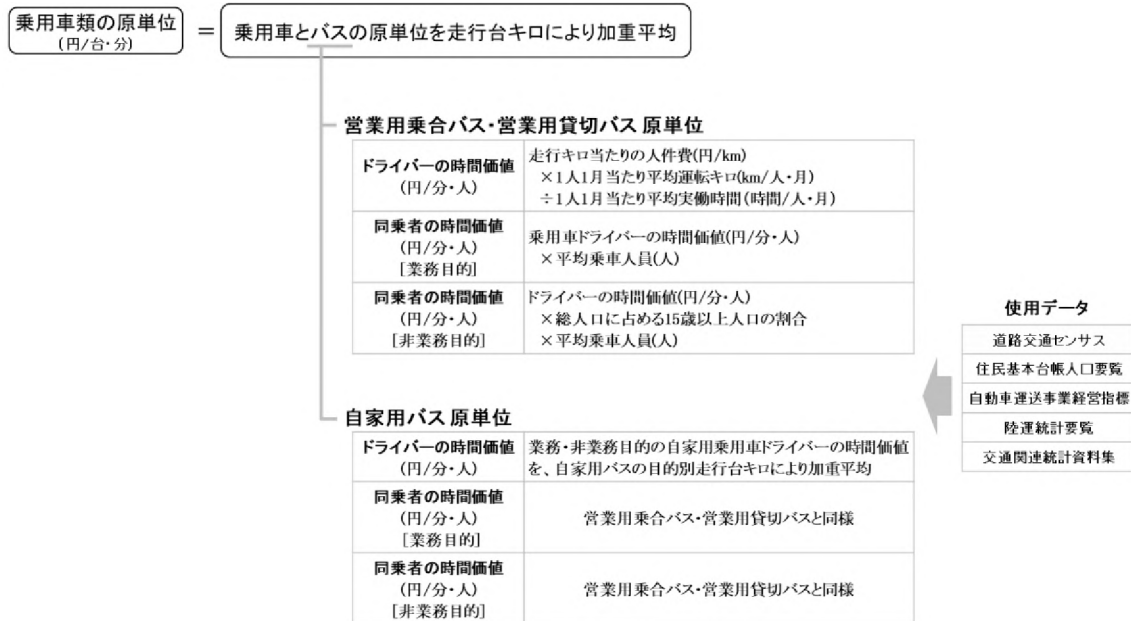 乗用車類の原単位
(円/台・分)
=
乗用車とバスの原単位を走行台キロにより加重平均
営業用乗合バス・営業用貸切バス 原単位
ドライバーの時間価値
(円/分・人)
走行キロ当たりの人件費(円/km)
×1人1月当たり平均運転キロ(km/人・月)
÷1人1月当たり平均実働時間(時間/人・月)
同乗者の時間価値
(円/分・人)
[業務目的]
乗用車ドライバーの時間価値(円/分・人)
×平均乗車人員(人)
同乗者の時間価値
(円/分・人)
[非業務目的]
ドライバーの時間価値(円/分・人)
×総人口に占める15歳以上人口の割合
×平均乗車人員(人)
自家用バス 原単位
ドライバーの時間価値
(円/分・人)
業務・非業務目的の自家用乗用車ドライバーの時間価値
を、自家用バスの目的別走行台キロにより加重平均
同乗者の時間価値
(円/分・人)
[業務目的]
営業用乗合バス・営業用貸切バスと同様
同乗者の時間価値
(円/分・人)
[非業務目的]
営業用乗合バス・営業用貸切バスと同様
使用データ
道路交通センサス
住民基本台帳人口要覧
自動車運送事業経営指標
陸運統計要覧
交通関連統計資料集